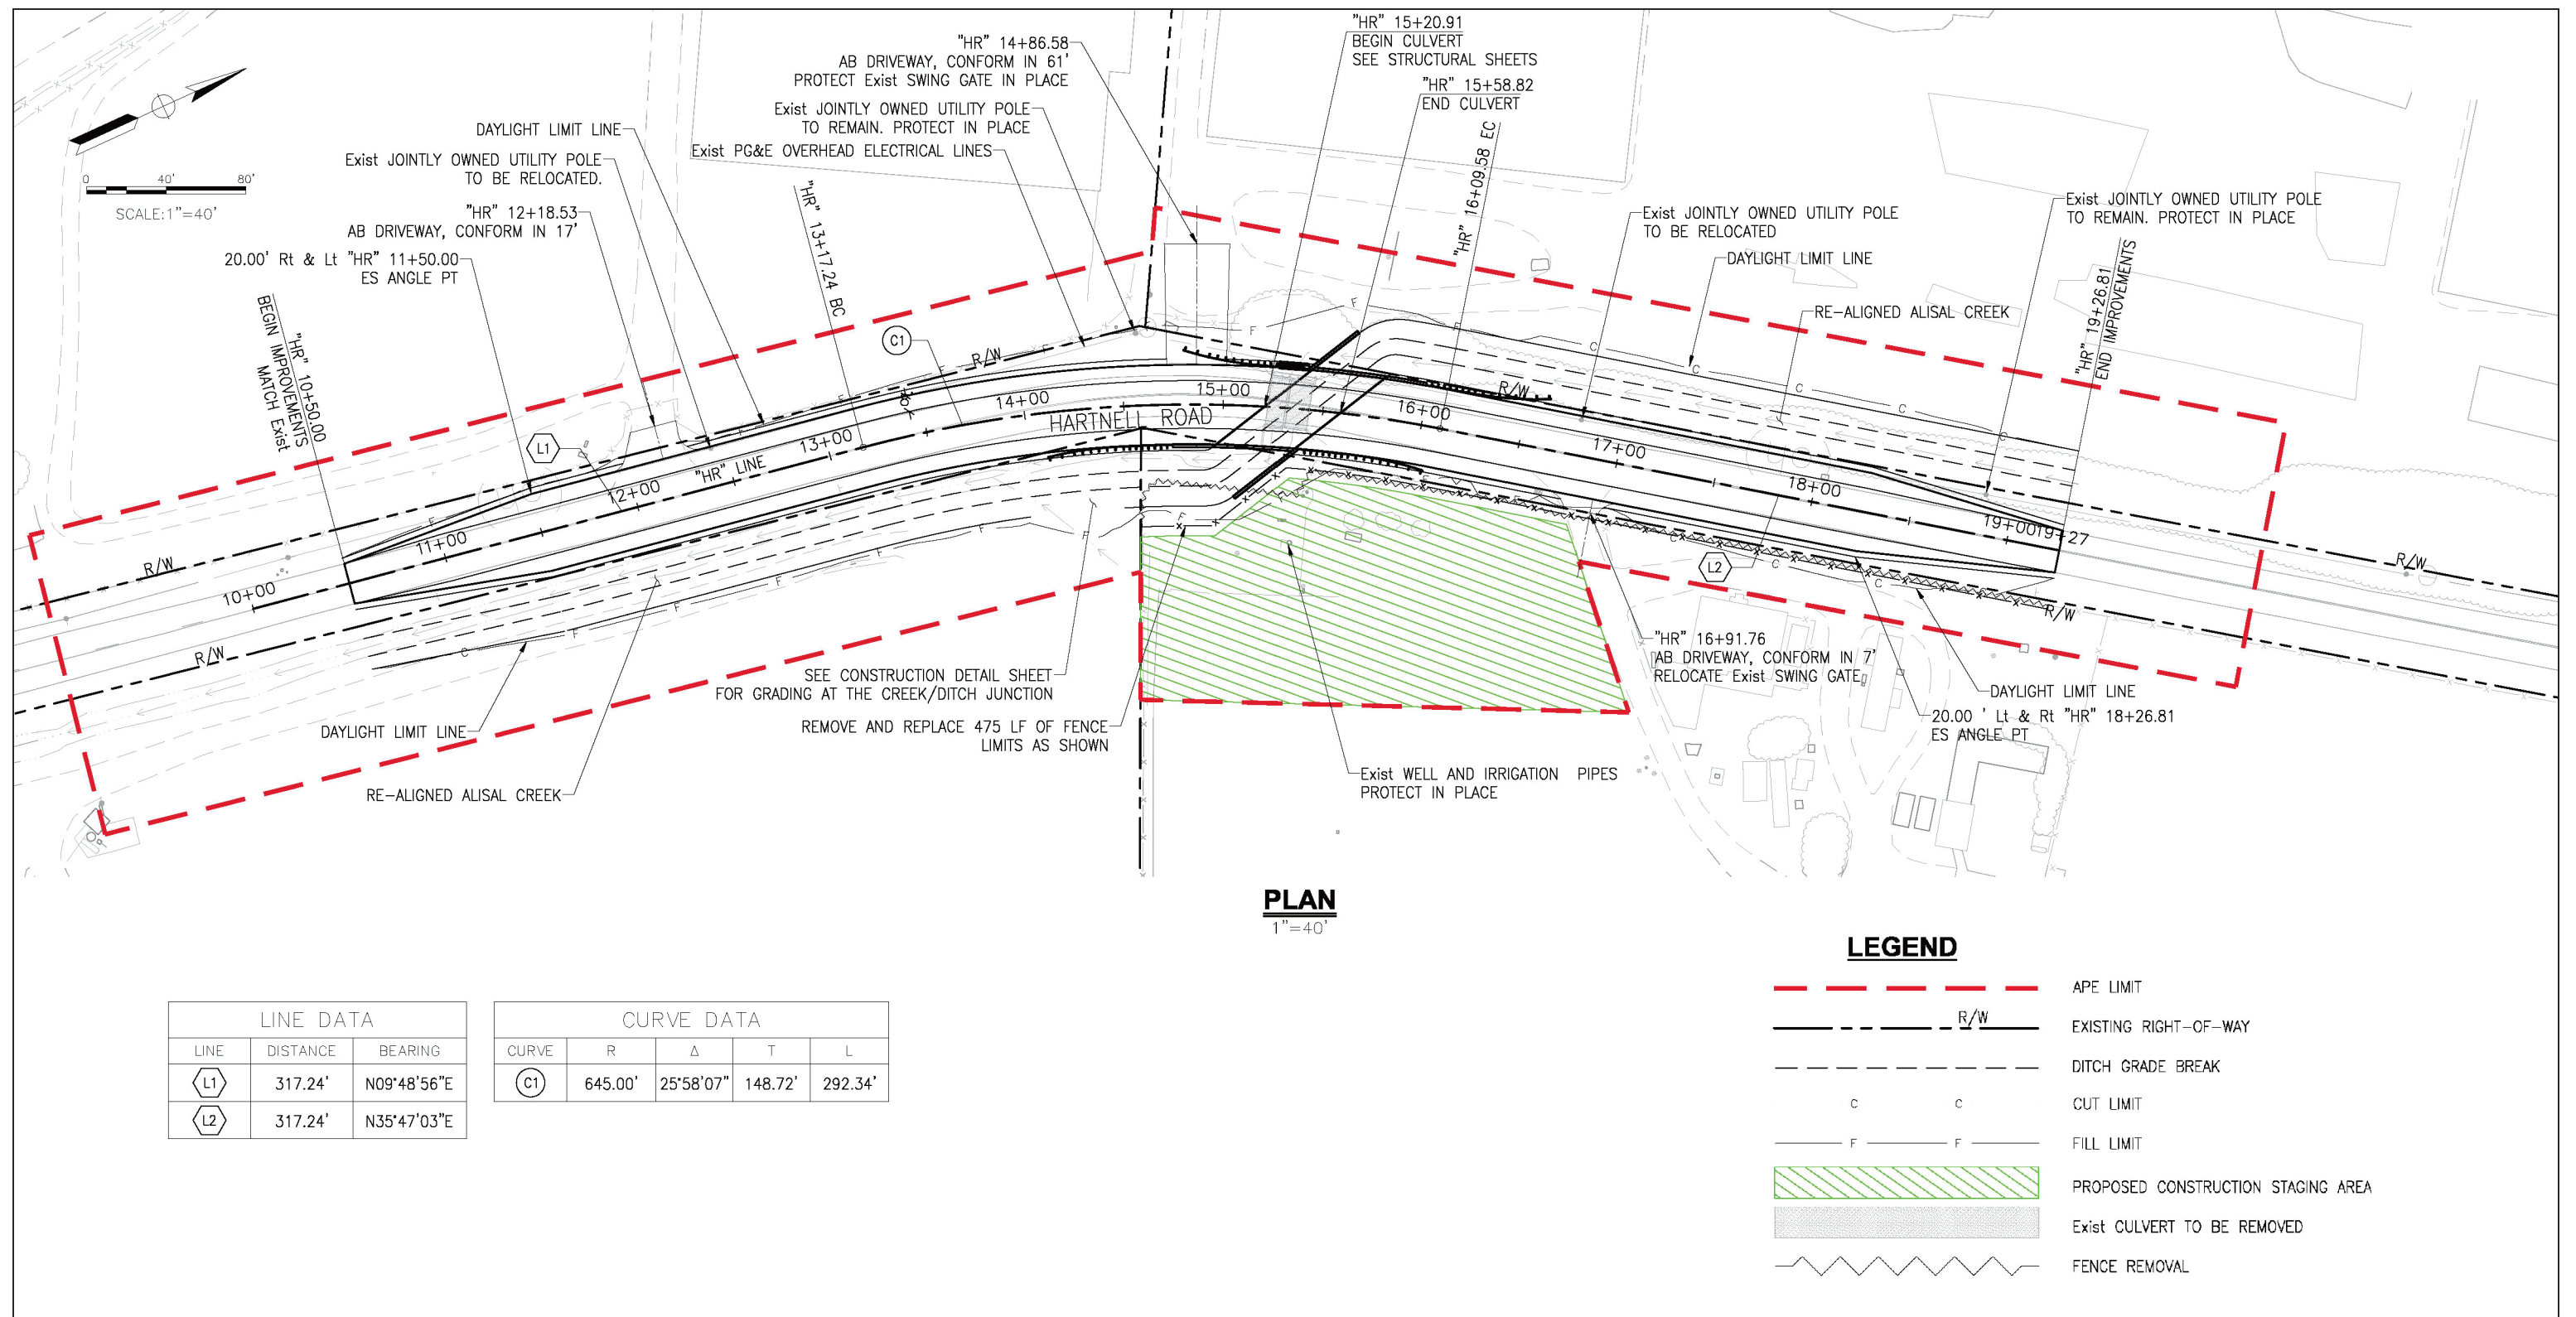 "HR" 14+86.58
AB DRIVEWAY, CONFORM IN 61'
PROTECT Exist SWING GATE IN PLACE
Exist JOINTLY OWNED UTILITY POLE
TO REMAIN. PROTECT IN PLACE
Exist PG&E OVERHEAD ELECTRICAL LINES
"HR" 15+20.91
BEGIN CULVERT
SEE STRUCTURAL SHEETS
"HR" 15+58.82
END CULVERT
"HR" 16+09.58 EC
DAYLIGHT LIMIT LINE
Exist JOINTLY OWNED UTILITY POLE
TO BE RELOCATED.
"HR" 12+18.53
AB DRIVEWAY, CONFORM IN 17'
20.00' Rt & Lt "HR" 11+50.00
ES ANGLE PT
0 40' 80'
SCALE:1"=40'
"HR" 13+17.24 BC
"HR" 10+50.00
BEGIN IMPROVEMENTS
MATCH Exist
Exist JOINTLY OWNED UTILITY POLE
TO BE RELOCATED
DAYLIGHT LIMIT LINE
RE-ALIGNED ALISAL CREEK
Exist JOINTLY OWNED UTILITY POLE
TO REMAIN. PROTECT IN PLACE
"HR" 19+26.81
END IMPROVEMENTS
C1
R/W
R/W
L1
10+00
11+00
12+00
"HR" LINE
13+00
14+00
15+00
HARTNELL ROAD
16+00
17+00
18+00
19+00
19+27
L2
R/W
R/W
R/W
R/W
F
F
F
F
C
C
C
C
C
SEE CONSTRUCTION DETAIL SHEET
FOR GRADING AT THE CREEK/DITCH JUNCTION
REMOVE AND REPLACE 475 LF OF FENCE
LIMITS AS SHOWN
DAYLIGHT LIMIT LINE
RE-ALIGNED ALISAL CREEK
Exist WELL AND IRRIGATION PIPES
PROTECT IN PLACE
"HR" 16+91.76
AB DRIVEWAY, CONFORM IN 7'
RELOCATE Exist SWING GATE
DAYLIGHT LIMIT LINE
20.00 ' Lt & Rt "HR" 18+26.81
ES ANGLE PT
PLAN
1"=40'
LINE DATA
LINE DISTANCE BEARING
L1 317.24' N09°48'56"E
L2 317.24' N35°47'03"E
CURVE DATA
CURVE R Δ T L
C1 645.00' 25°58'07" 148.72' 292.34'
LEGEND
APE LIMIT
R/W EXISTING RIGHT-OF-WAY
DITCH GRADE BREAK
C C CUT LIMIT
F F FILL LIMIT
PROPOSED CONSTRUCTION STAGING AREA
Exist CULVERT TO BE REMOVED
FENCE REMOVAL